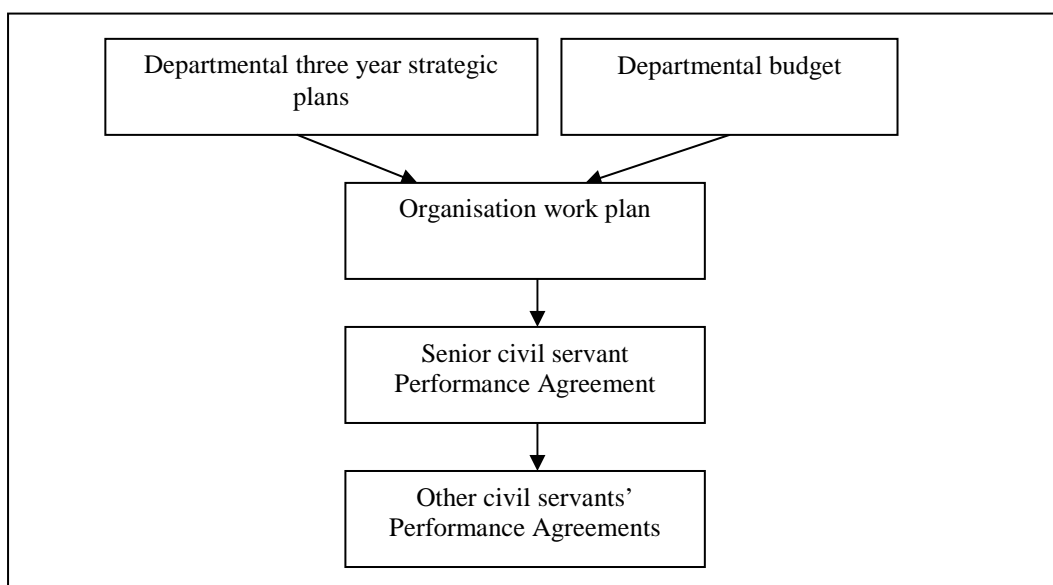 Departmental three year strategic
plans
Departmental budget
Organisation work plan
Senior civil servant
Performance Agreement
Other civil servants’
Performance Agreements